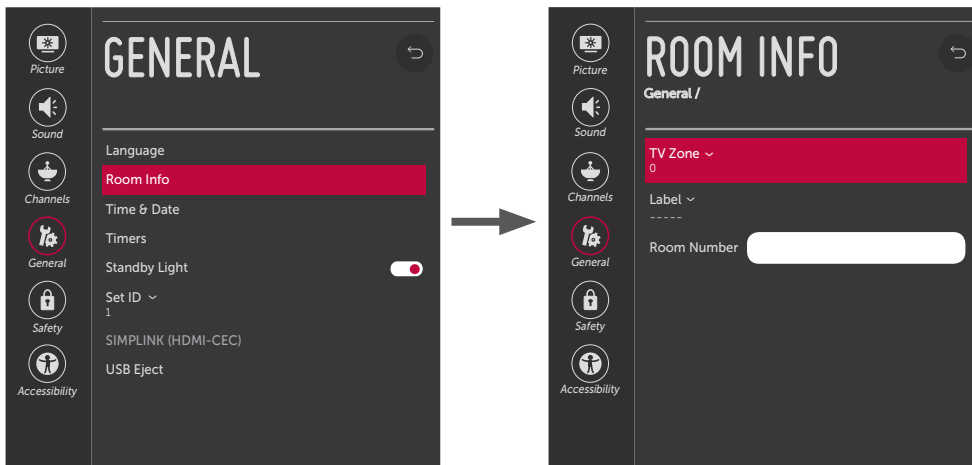 GENERAL
Picture
Sound
Channels
General
Safety
Accessibility
Language
Room Info
Time & Date
Timers
Standby Light
Set ID
1
SIMPLINK (HDMI-CEC)
USB Eject
ROOM INFO
General /
Picture
Sound
Channels
General
Safety
Accessibility
TV Zone
0
Label
-----
Room Number